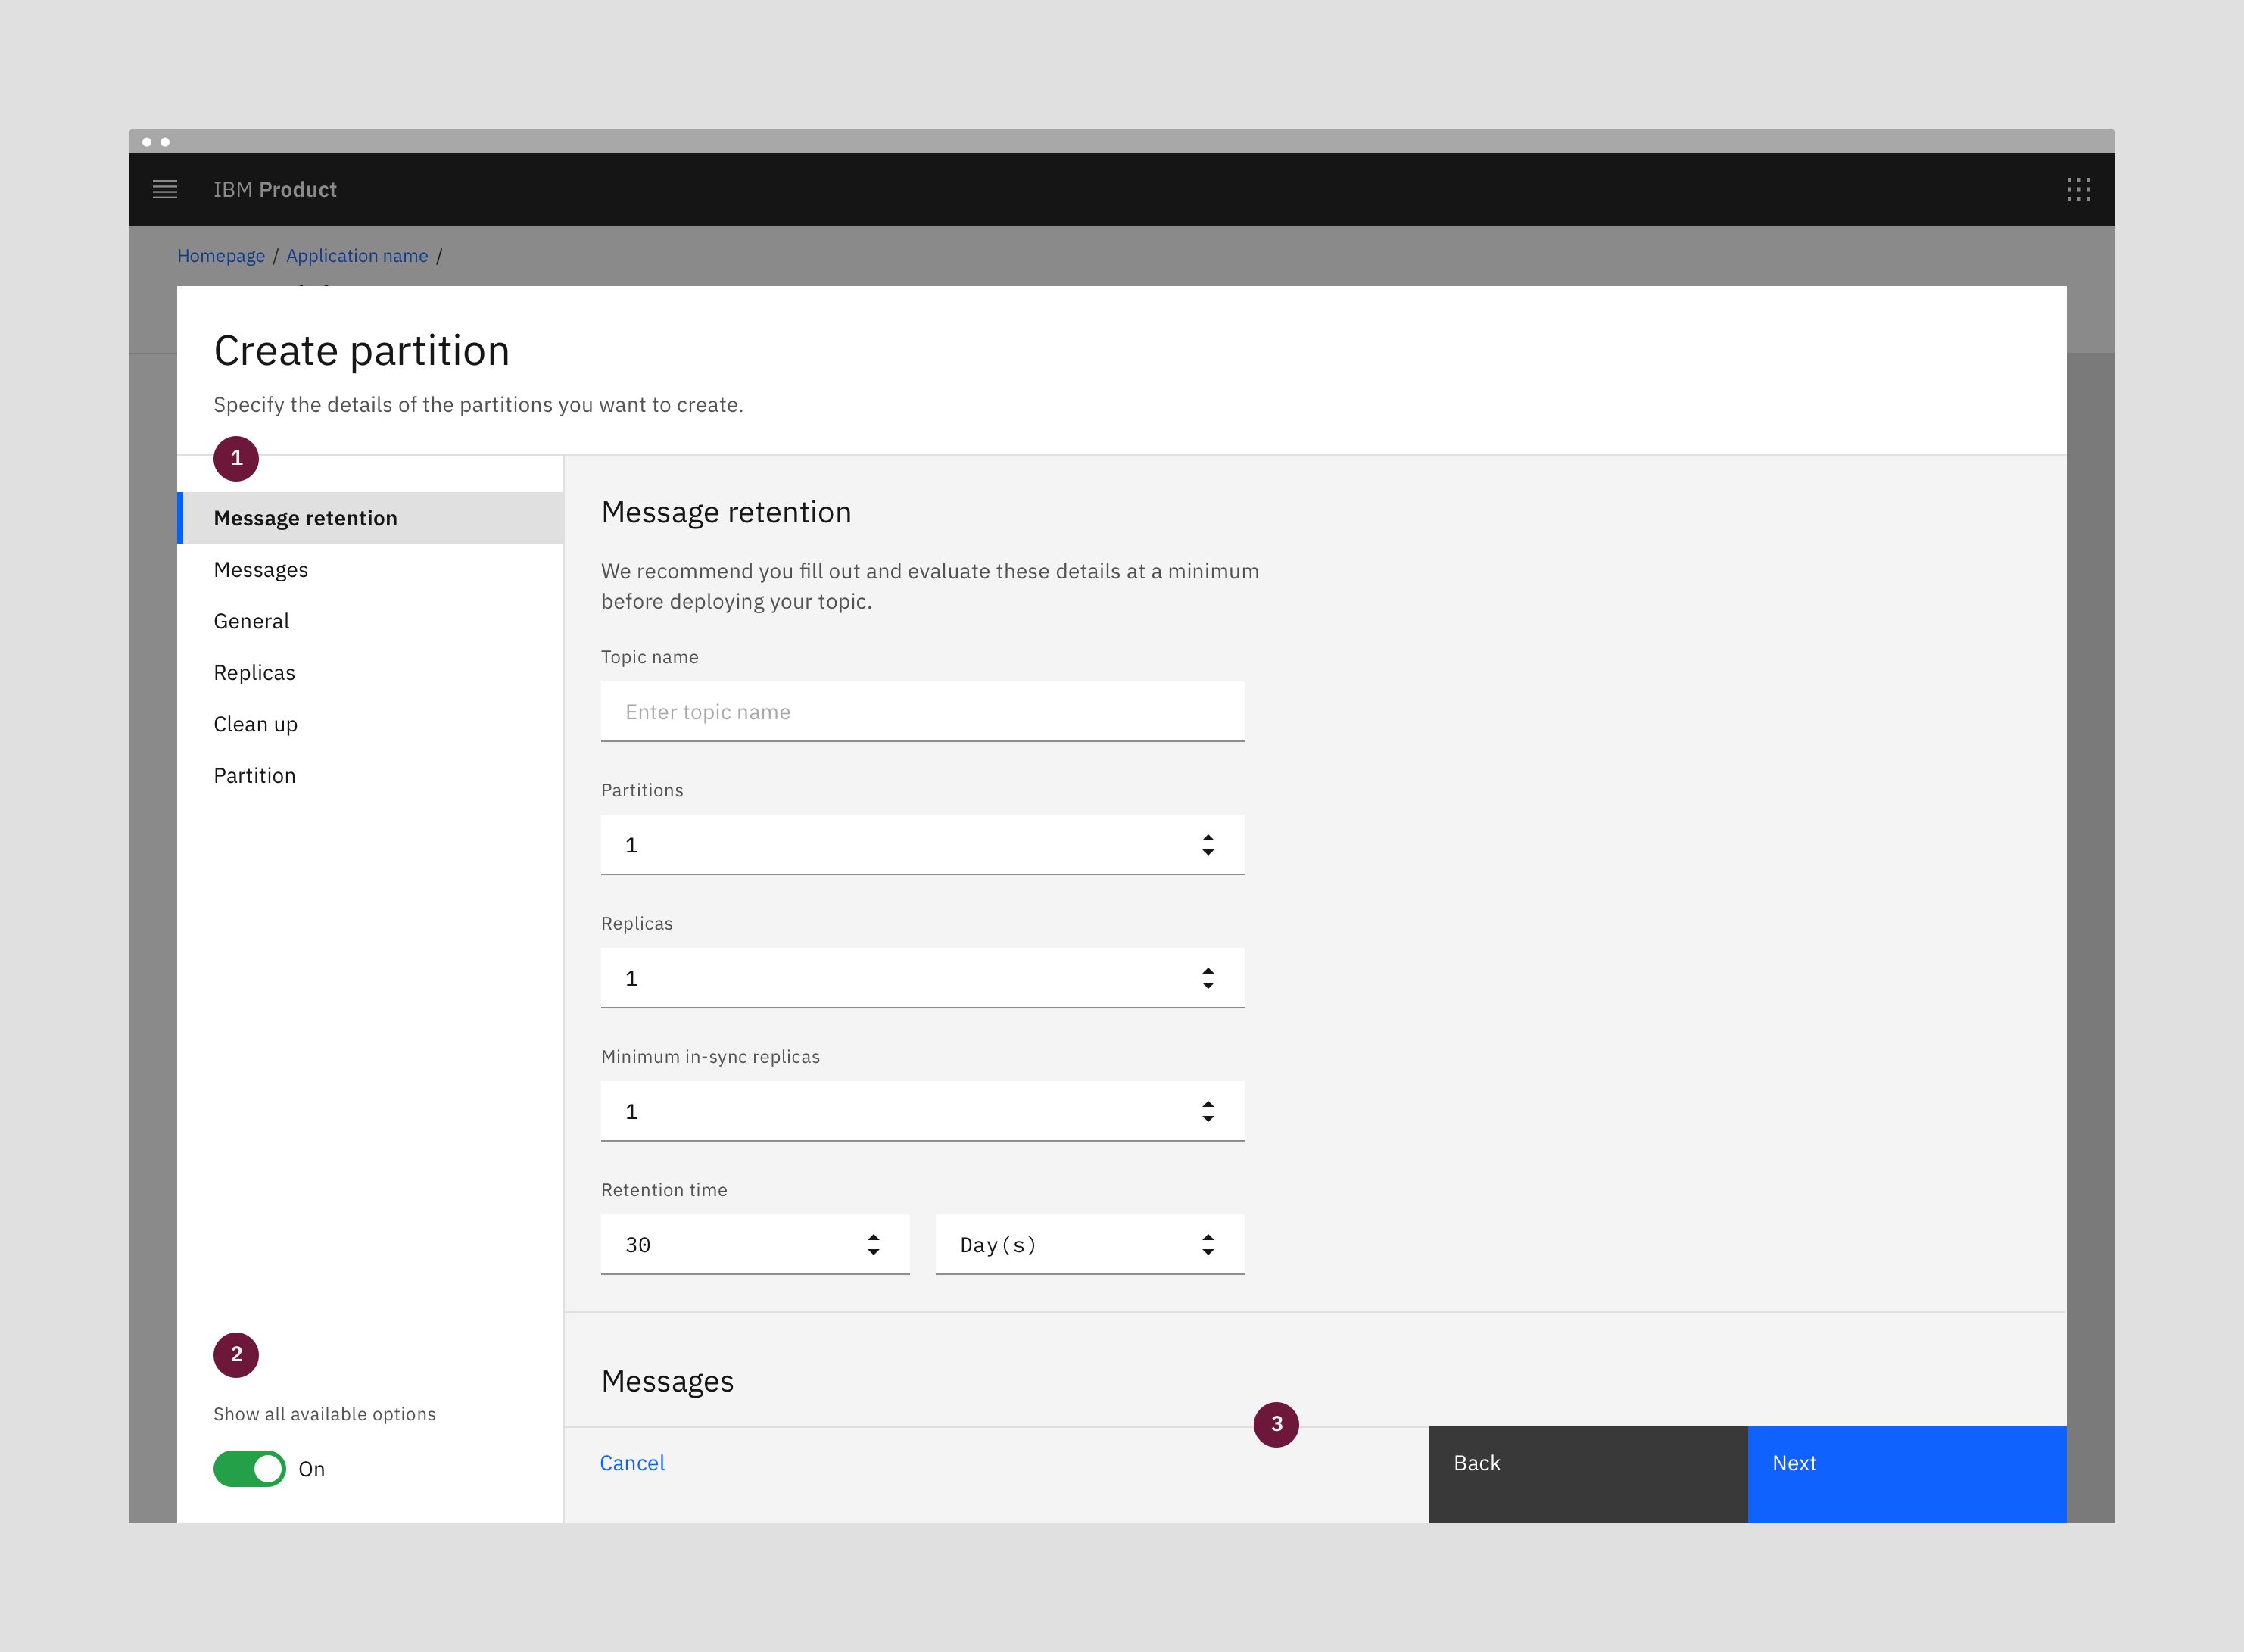 IBM Product
Homepage / Application name /
Create partition
Specify the details of the partitions you want to create.
1
Message retention
Messages
General
Replicas
Clean up
Partition
2
Show all available options
On
Message retention
We recommend you fill out and evaluate these details at a minimum
before deploying your topic.
Topic name
Enter topic name
Partitions
1
Replicas
1
Minimum in-sync replicas
1
Retention time
30
Day(s)
Messages
3
Cancel
Back
Next